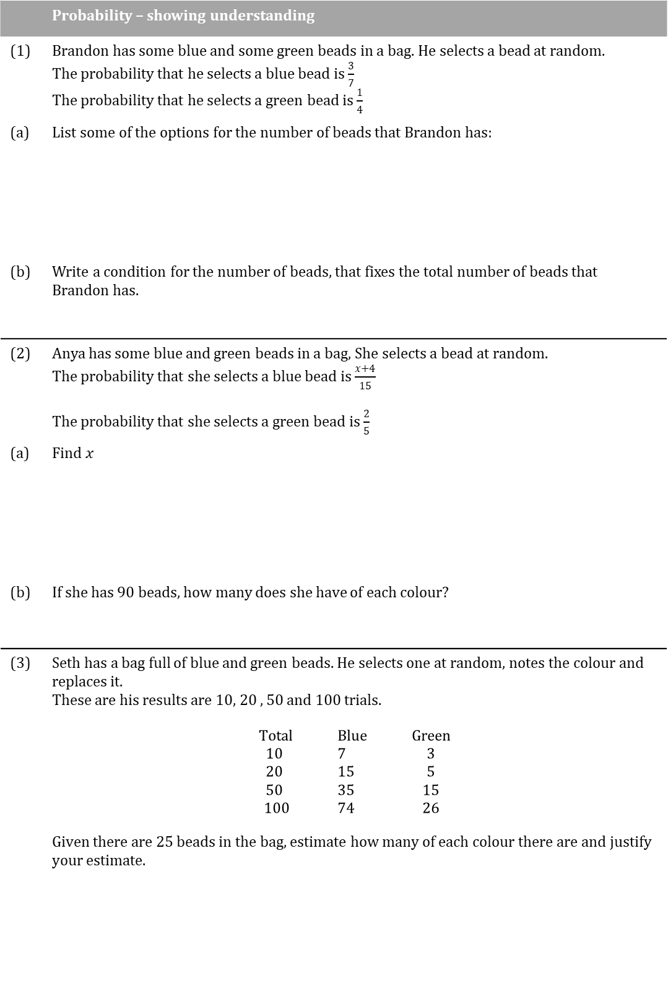 Probability – showing understanding
(1) Brandon has some blue and some green beads in a bag. He selects a bead at random.
The probability that he selects a blue bead is 3/7
The probability that he selects a green bead is 1/4
(a) List some of the options for the number of beads that Brandon has:
(b) Write a condition for the number of beads, that fixes the total number of beads that
Brandon has.
(2) Anya has some blue and green beads in a bag, She selects a bead at random.
The probability that she selects a blue bead is x+4/15
The probability that she selects a green bead is 2/5
(a) Find x
(b) If she has 90 beads, how many does she have of each colour?
(3) Seth has a bag full of blue and green beads. He selects one at random, notes the colour and
replaces it.
These are his results are 10, 20 , 50 and 100 trials.
Total Blue Green
10 7 3
20 15 5
50 35 15
100 74 26
Given there are 25 beads in the bag, estimate how many of each colour there are and justify
your estimate.